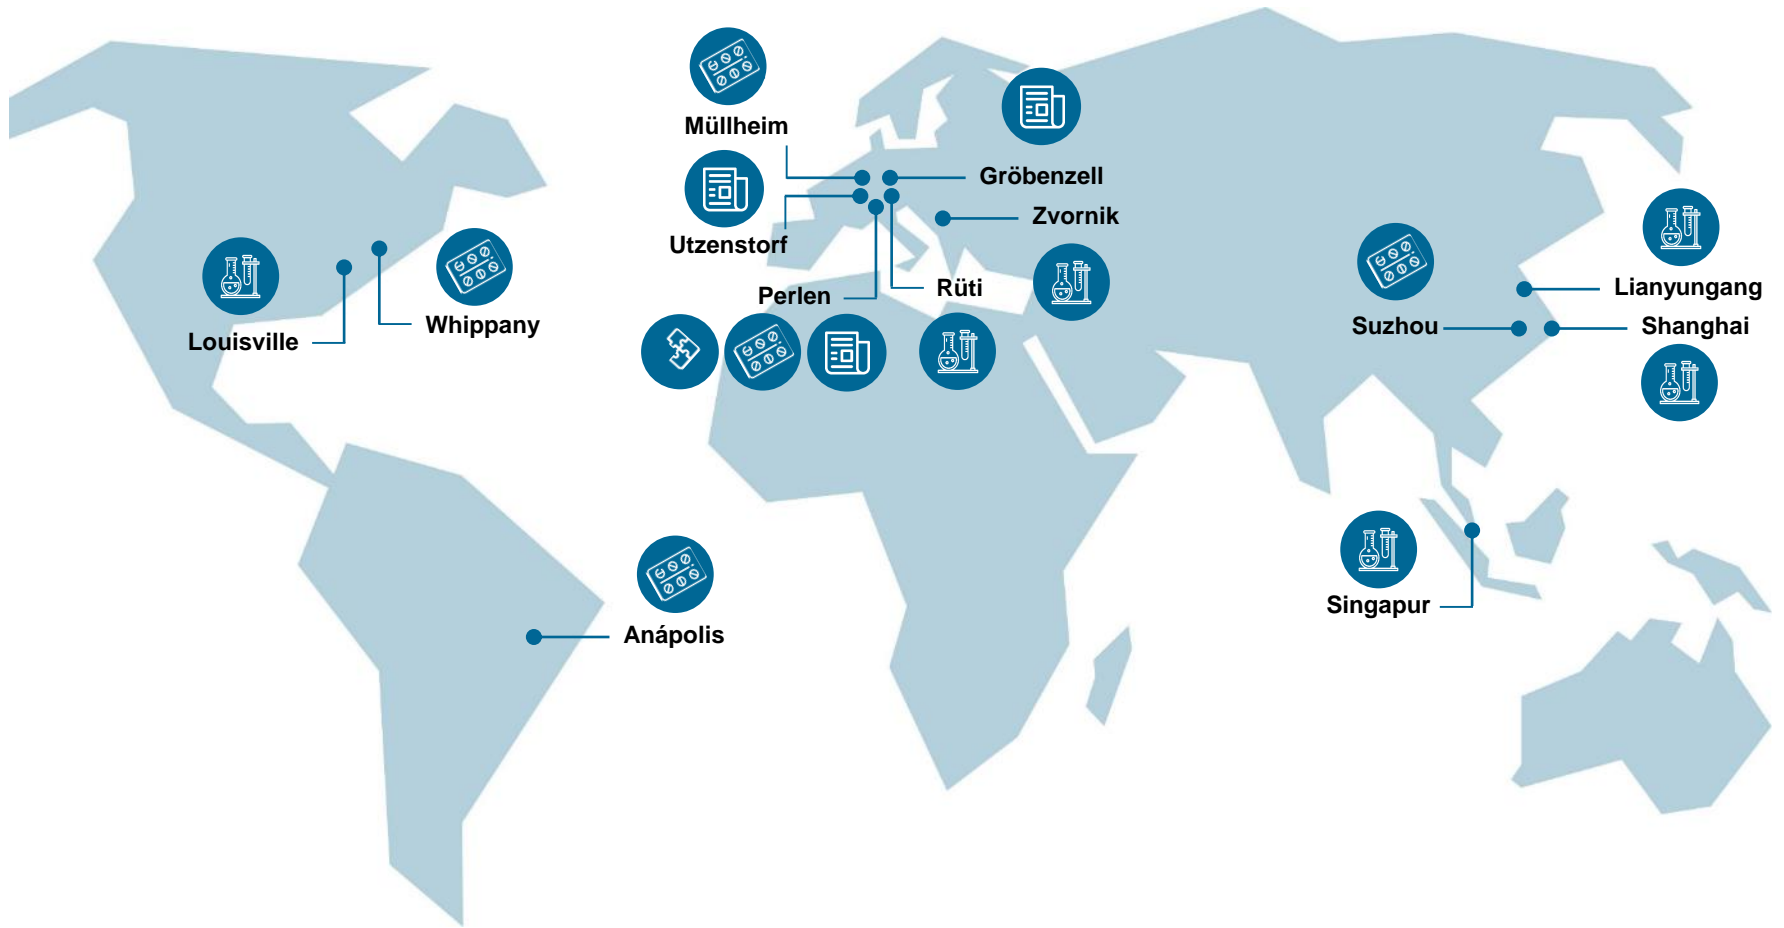 Müllheim
Gröbenzell
Zvornik
Utzenstorf
Lianyungang
Rüti
Perlen
Whippany
Suzhou
Shanghai
Louisville
Singapur
Anápolis